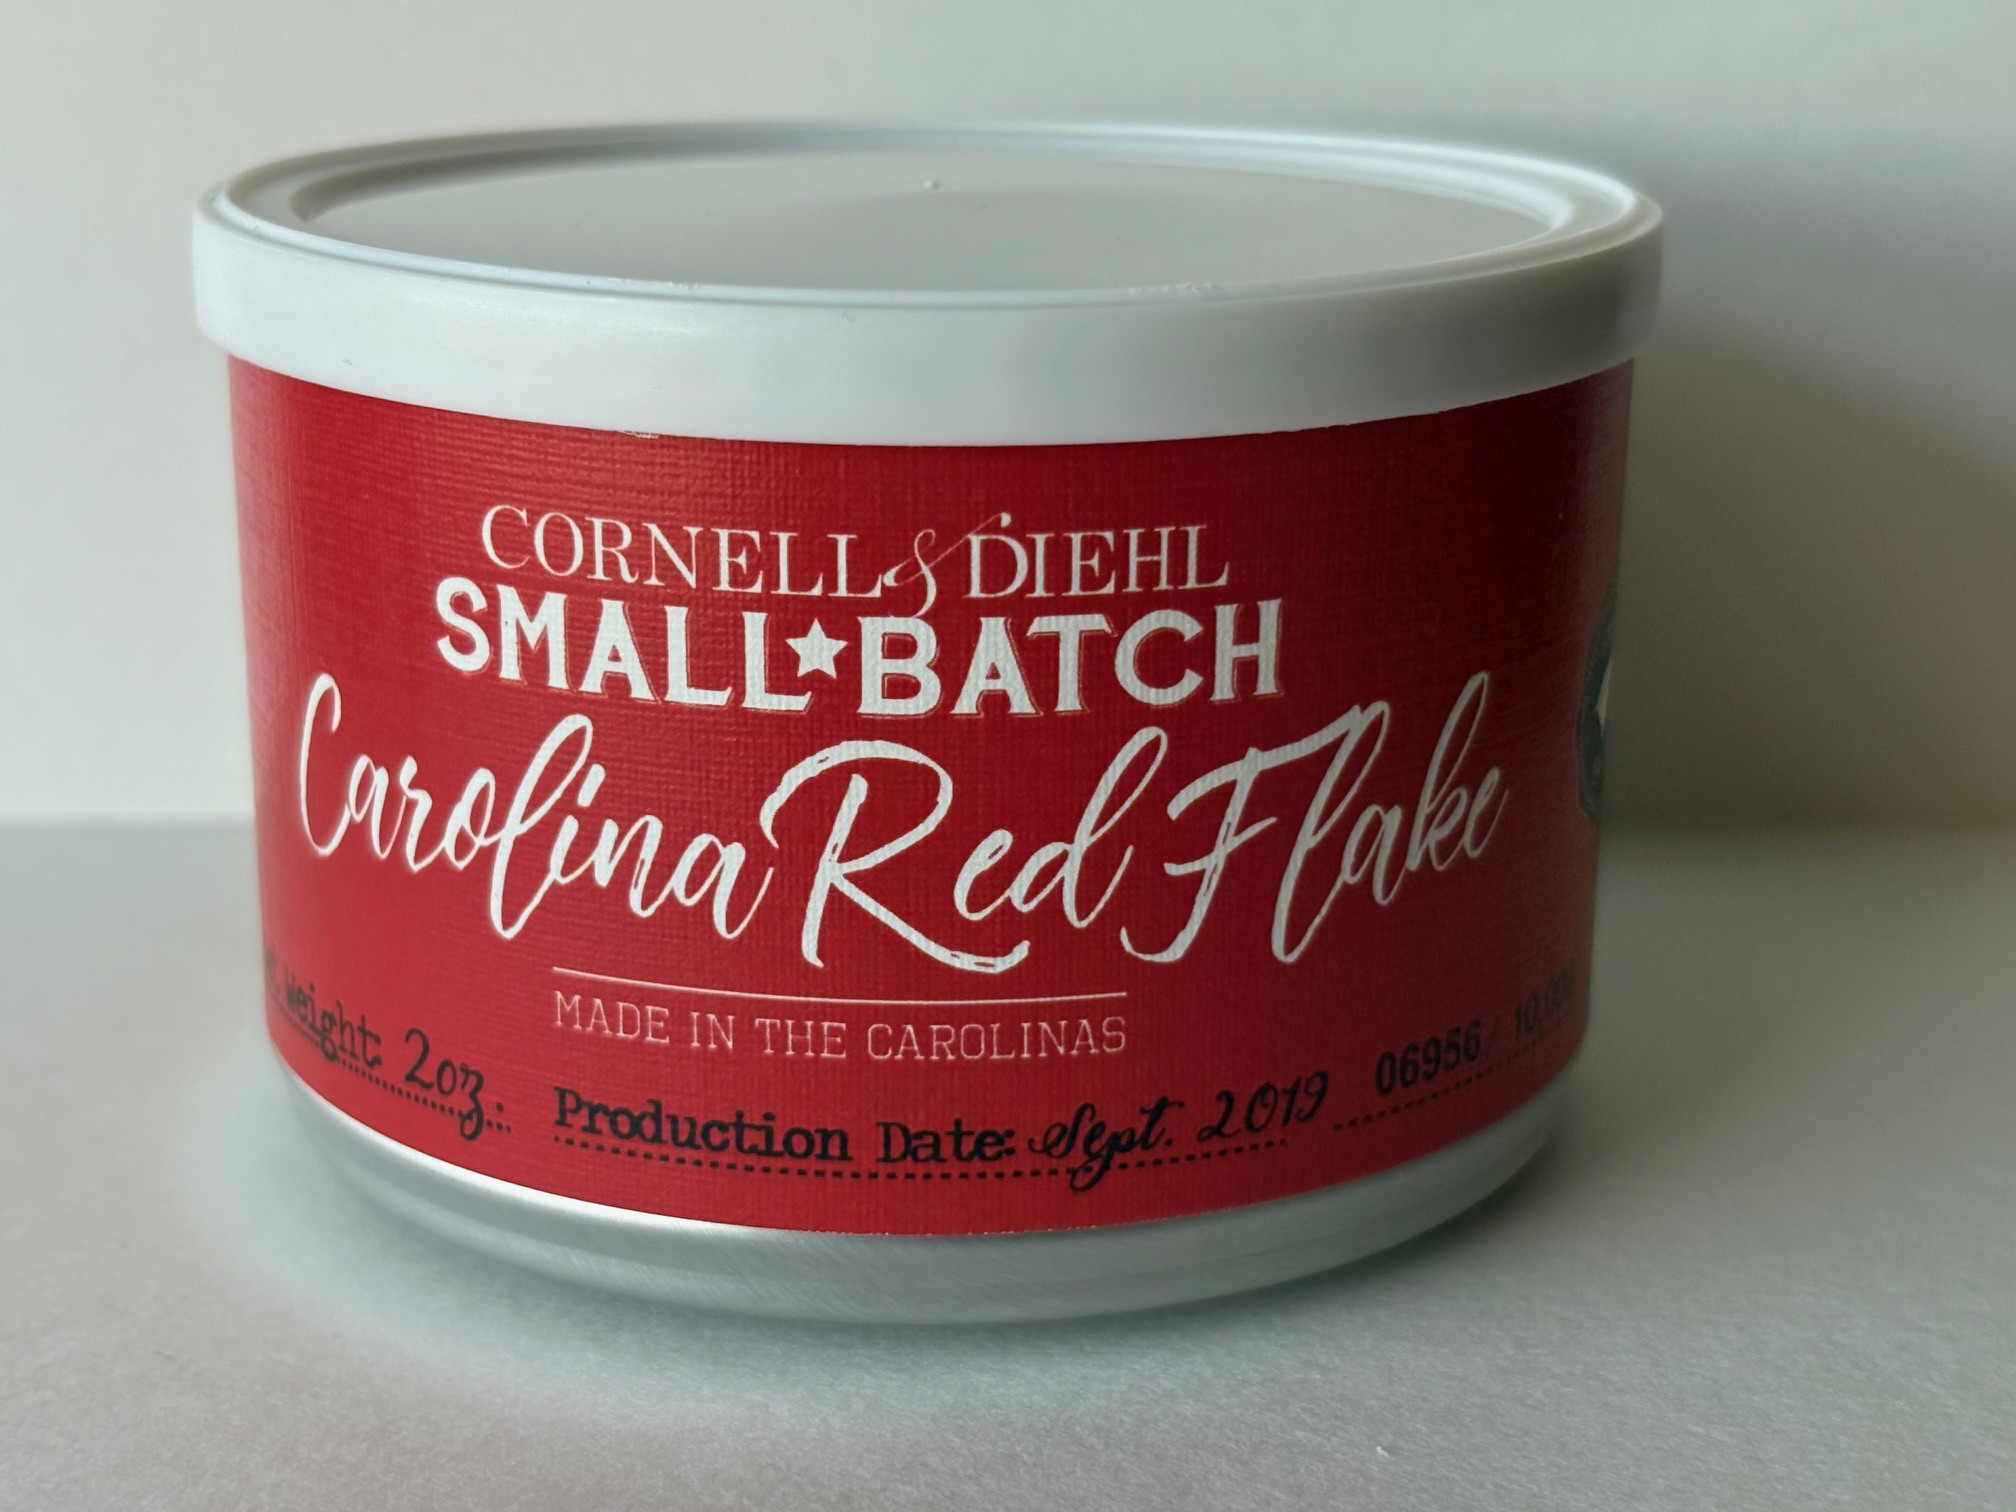 CORNELL & DIEHL
SMALL★BATCH
Carolina Red Flake
MADE IN THE CAROLINAS
Weight: 2oz.
Production Date: Sept. 2019
06956 /